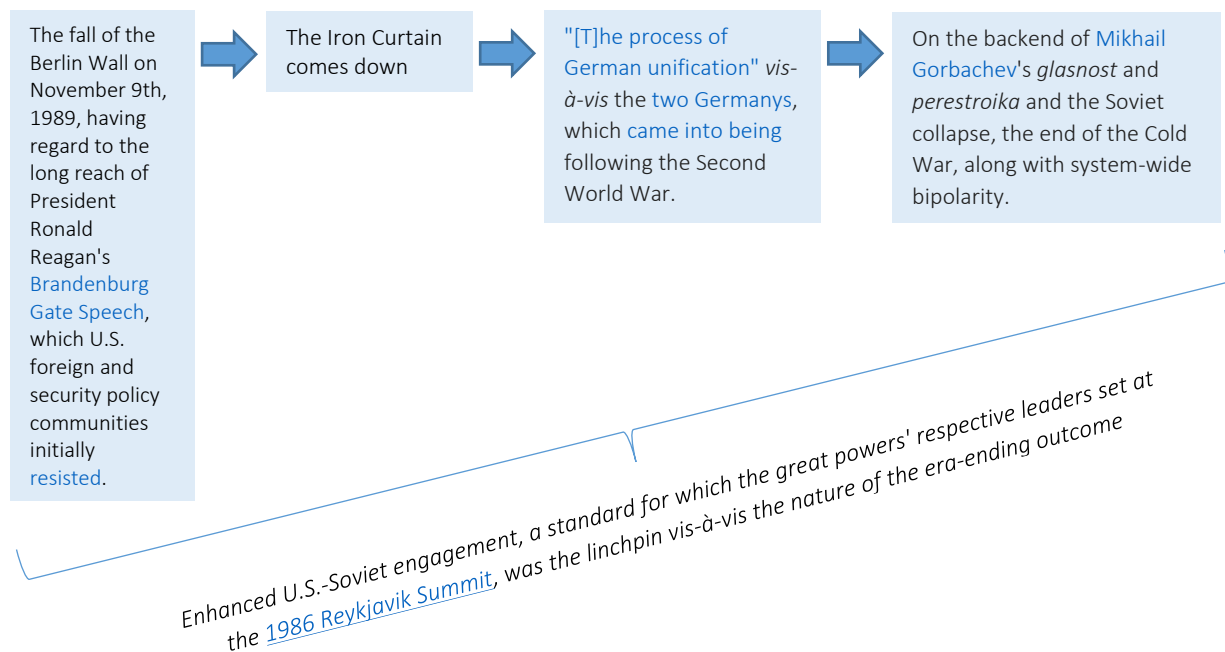 The fall of the
Berlin Wall on
November 9th,
1989, having
regard to the
long reach of
President
Ronald
Reagan's
Brandenburg
Gate Speech,
which U.S.
foreign and
security policy
communities
initially
resisted.
The Iron Curtain
comes down
"[T]he process of
German unification" vis-
à-vis the two Germanys,
which came into being
following the Second
World War.
On the backend of Mikhail
Gorbachev's glasnost and
perestroika and the Soviet
collapse, the end of the Cold
War, along with system-wide
bipolarity.
Enhanced U.S.-Soviet engagement, a standard for which the great powers' respective leaders set at
the 1986 Reykjavik Summit, was the linchpin vis-à-vis the nature of the era-ending outcome